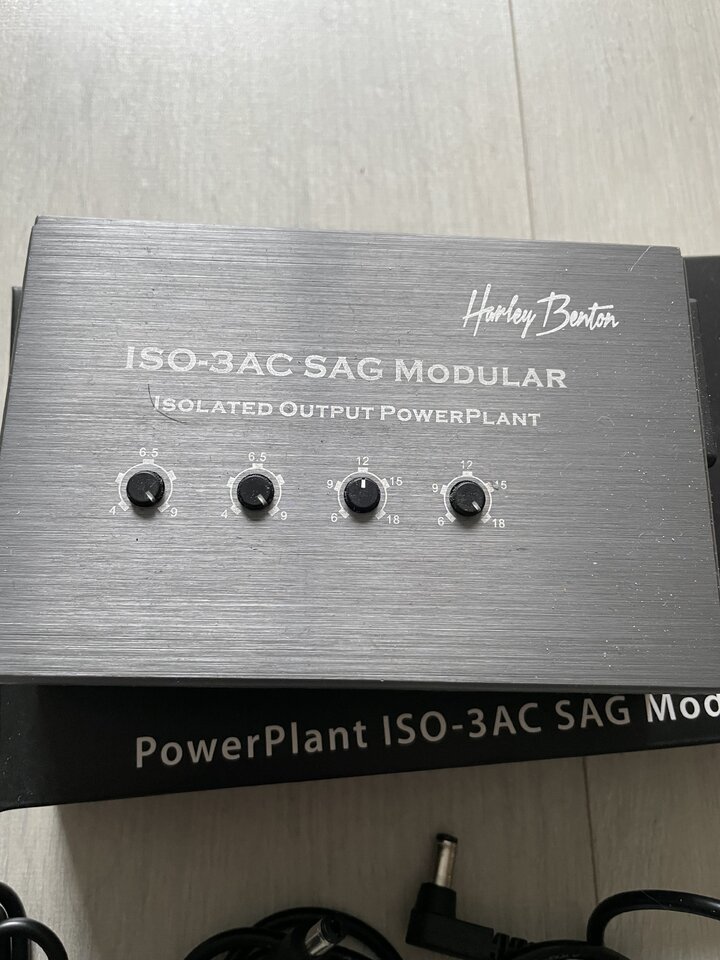 Harley Benton
ISO-3AC SAG MODULAR
ISOLATED OUTPUT POWERPLANT
6.5 6.5 12 12
9 15 9 15
4 9 4 9 6 18 6 18
PowerPlant ISO-3AC SAG